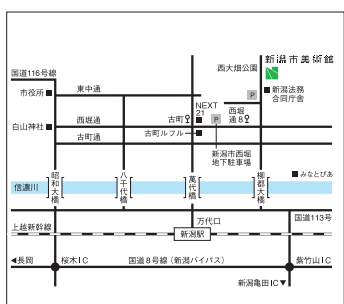 新潟市美術館
西大畑公園
国道116号線
P
市役所
東中通
NEXT
21
新潟法務
合同庁舎
白山神社
西堀通
古町
P
西堀
通8
古町通
古町ルフル
新潟市西堀
地下駐車場
みなとぴあ
信濃川
昭和大橋
八千代橋
萬代橋
柳都大橋
国道113号
万代口
上越新幹線
新潟駅
◀長岡
桜木IC
国道8号線(新潟バイパス)
紫竹山IC
新潟亀田IC▼